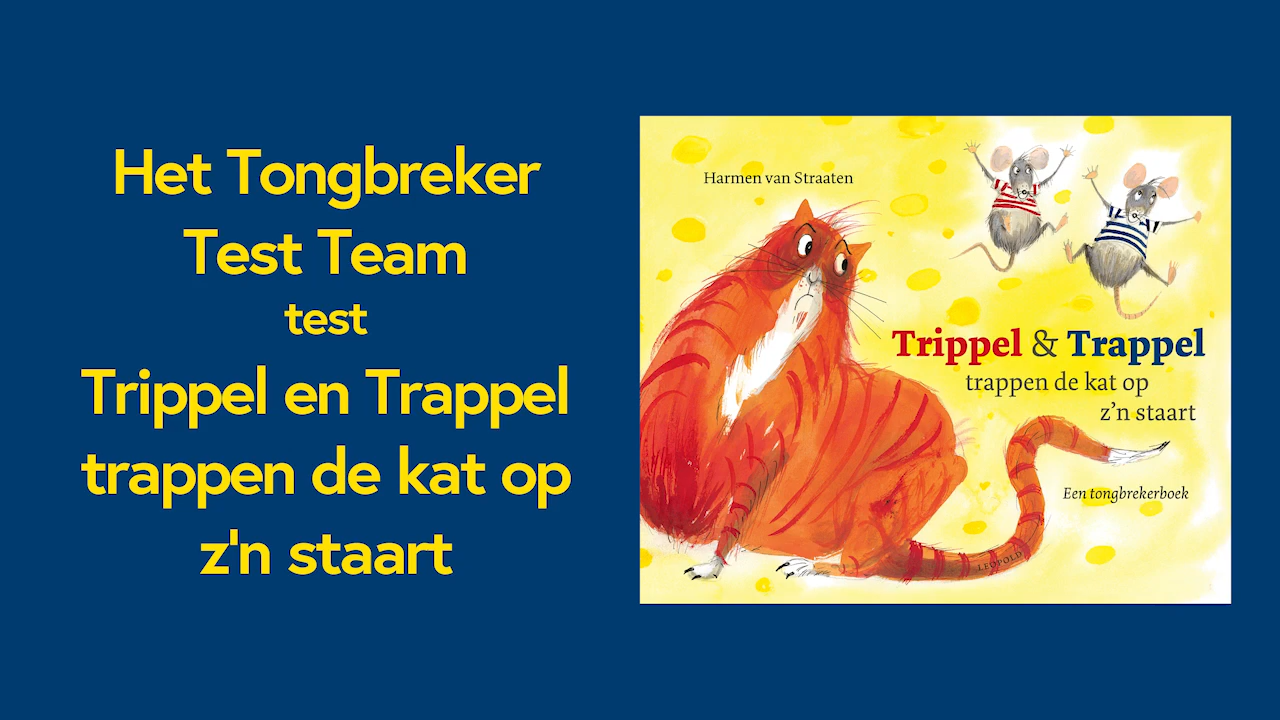 Het Tongbreker
Test Team
test
Trippel en Trappel
trappen de kat op
z'n staart
Harmen van Straaten
Trippel & Trappel
trappen de kat op
z’n staart
Een tongbrekerboek
LEOPOLD